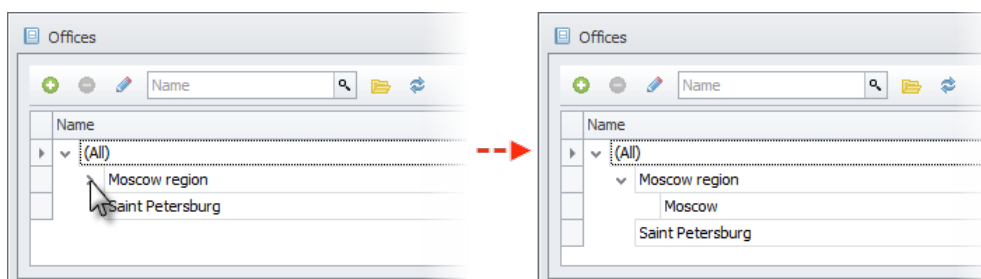 Offices
Name
Name
(All)
Moscow region
Saint Petersburg
Offices
Name
Name
(All)
Moscow region
Moscow
Saint Petersburg